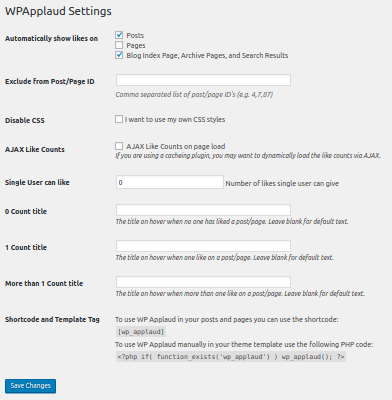 WPApplaud Settings
Automatically show likes on
Posts
Pages
Blog Index Page, Archive Pages, and Search Results
Exclude from Post/Page ID
Comma separated list of post/page ID's (e.g. 4,7,87)
Disable CSS
I want to use my own CSS styles
AJAX Like Counts
AJAX Like Counts on page load
If you are using a cacheing plugin, you may want to dynamically load the like counts via AJAX.
Single User can like
0
Number of likes single user can give
0 Count title
The title on hover when no one has liked a post/page. Leave blank for default text.
1 Count title
The title on hover when one like on a post/page. Leave blank for default text.
More than 1 Count title
The title on hover when more than one like on a post/page. Leave blank for default text.
Shortcode and Template Tag
To use WP Applaud in your posts and pages you can use the shortcode:
[wp_applaud]
To use WP Applaud manually in your theme template use the following PHP code:
<?php if( function_exists('wp_applaud') ) wp_applaud(); ?>
Save Changes